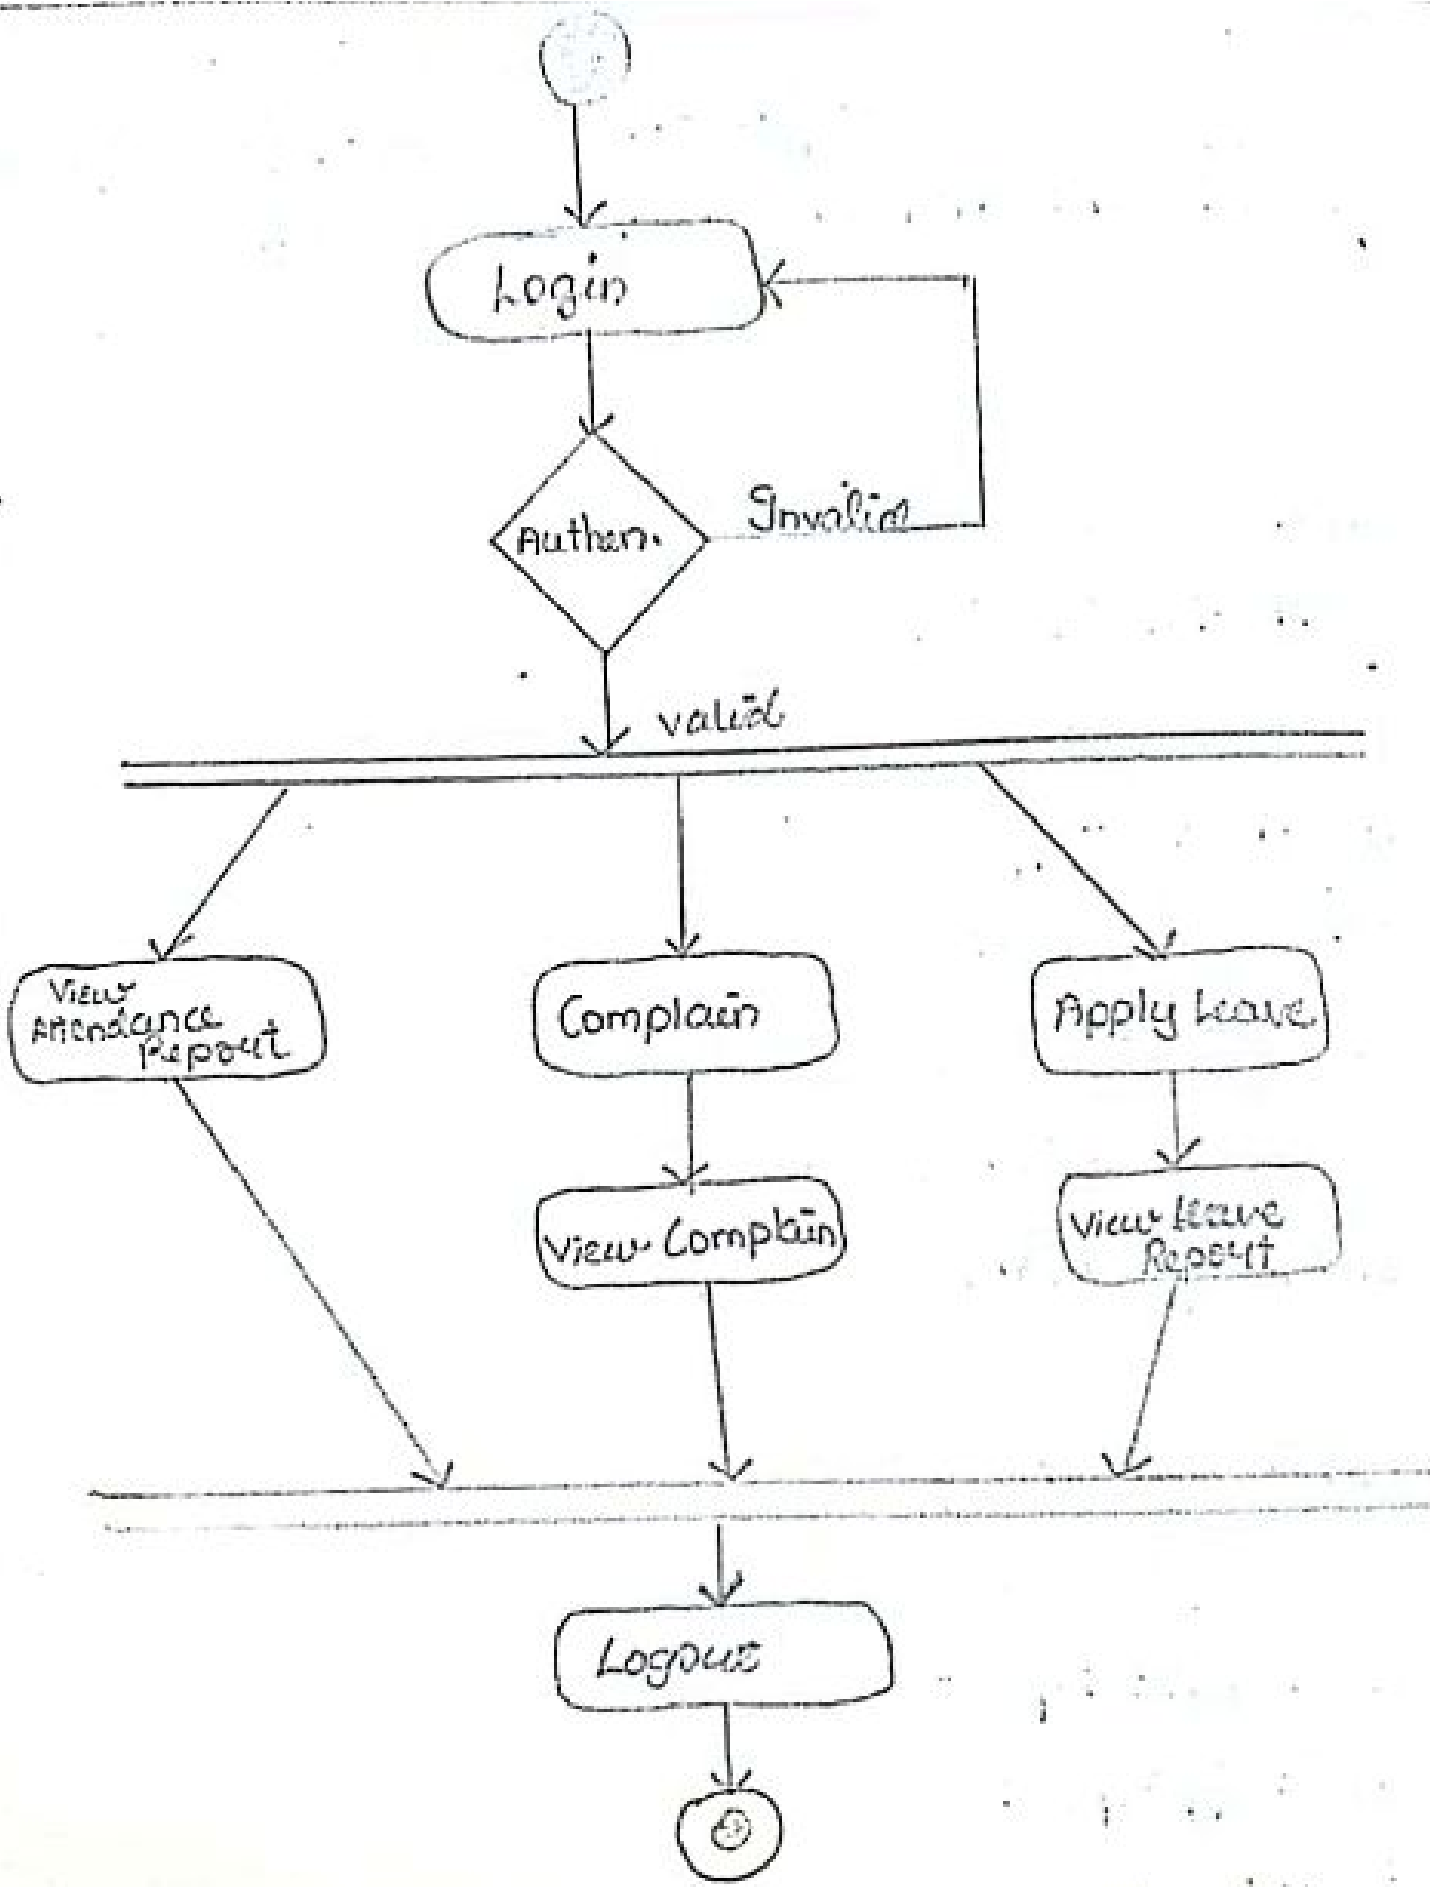 Login
Authen.
Invalid
valid
View
Attendance
Report
Complain
Apply Leave
View Complain
View Leave
Report
Logout